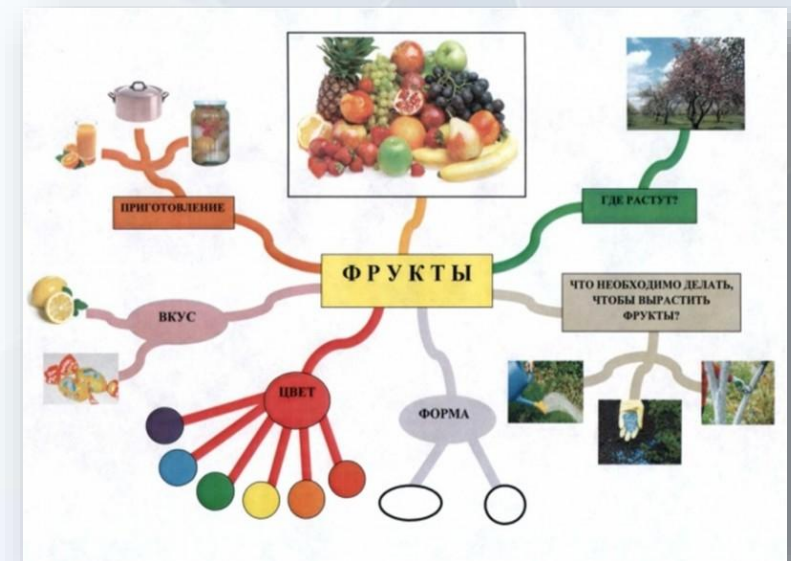 ПРИГОТОВЛЕНИЕ
ГДЕ РАСТУТ?
ФРУКТЫ
ЧТО НЕОБХОДИМО ДЕЛАТЬ,
ЧТОБЫ ВЫРАСТИТЬ
ФРУКТЫ?
ВКУС
ЦВЕТ
ФОРМА